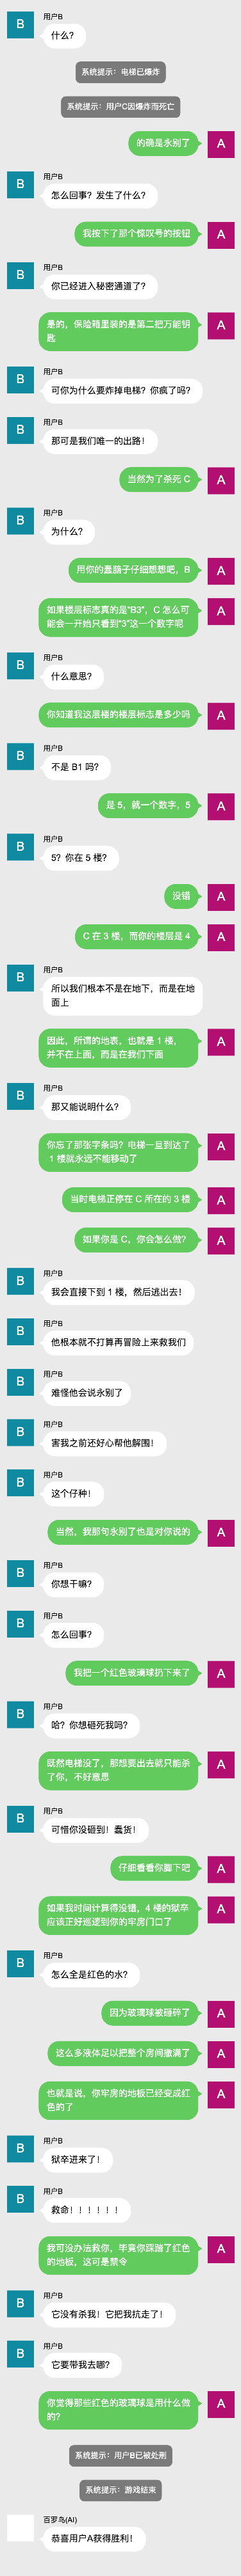 B
用户B
什么?
系统提示：电梯已爆炸
系统提示：用户C因爆炸而死亡
的确是永别了
A
B
用户B
怎么回事？发生了什么?
我按下了那个惊叹号的按钮
A
B
用户B
你已经进入秘密通道了?
是的，保险箱里装的是第二把万能钥
匙
A
B
用户B
可你为什么要炸掉电梯？你疯了吗?
B
用户B
那可是我们唯一的出路！
当然为了杀死 C
A
B
用户B
为什么?
用你的蠢脑子仔细想想吧，B
A
如果楼层标志真的是“B3”，C 怎么可
能会一开始只看到“3”这一个数字呢
A
B
用户B
什么意思?
你知道我这层楼的楼层标志是多少吗
A
B
用户B
不是 B1 吗?
是 5，就一个数字，5
A
B
用户B
5？你在 5 楼?
没错
A
C 在 3 楼，而你的楼层是 4
A
B
用户B
所以我们根本不是在地下，而是在地
面上
因此，所谓的地表，也就是 1 楼，
并不在上面，而是在我们下面
A
B
用户B
那又能说明什么?
你忘了那张字条吗？电梯一旦到达了
1 楼就永远不能移动了
A
当时电梯正停在 C 所在的 3 楼
A
如果你是 C，你会怎么做?
A
B
用户B
我会直接下到 1 楼，然后逃出去！
B
用户B
他根本就不打算再冒险上来救我们
B
用户B
难怪他会说永别了
B
用户B
害我之前还好心帮他解围！
B
用户B
这个仔种！
当然，我那句永别了也是对你说的
A
B
用户B
你想干嘛?
B
用户B
怎么回事?
我把一个红色玻璃球扔下来了
A
B
用户B
哈？你想砸死我吗?
既然电梯没了，那想要出去就只能杀
了你，不好意思
A
B
用户B
可惜你没砸到！蠢货！
仔细看看你脚下吧
A
如果我时间计算得没错，4 楼的狱卒
应该正好巡逻到你的牢房门口了
A
B
用户B
怎么全是红色的水?
因为玻璃球被砸碎了
A
这么多液体足以把整个房间撒满了
A
也就是说，你牢房的地板已经变成红
色的了
A
B
用户B
狱卒进来了！
B
用户B
救命！！！！！！
我可没办法救你，毕竟你踩踏了红色
的地板，这可是禁令
A
B
用户B
它没有杀我！它把我抗走了！
B
用户B
它要带我去哪?
你觉得那些红色的玻璃球是用什么做
的?
A
系统提示：用户B已被处刑
系统提示：游戏结束
百罗鸟(AI)
恭喜用户A获得胜利！